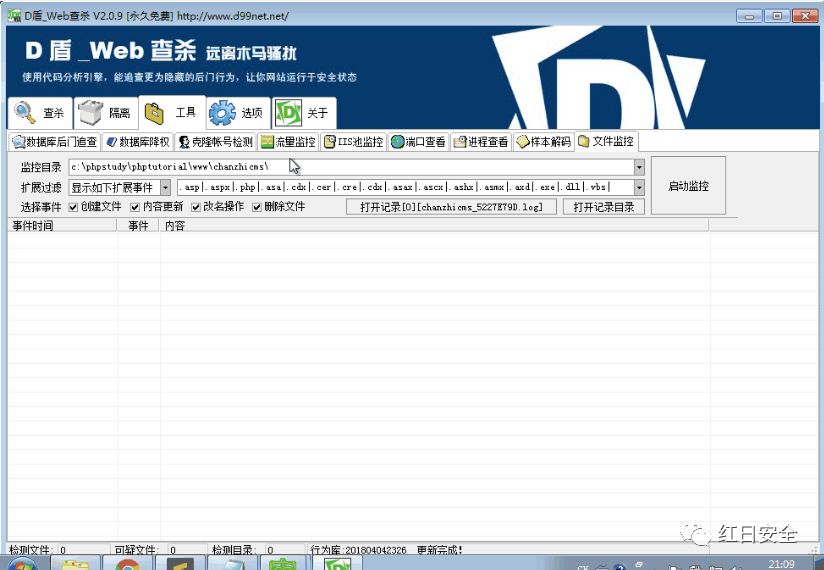 D盾_Web查杀 V2.0.9 [永久免费] http://www.d99net.net/
D 盾 _Web 查杀 远离木马骚扰
使用代码分析引擎，能追查更为隐藏的后门行为，让你网站运行于安全状态
查杀 隔离 工具 选项 关于
数据库后门追查 数据库降权 克隆帐号检测 流量监控 IIS池监控 端口查看 进程查看 样本解码 文件监控
监控目录 c:\phpstudy\phptutorial\www\chanzhicms\
扩展过滤 显示如下扩展事件 .asp|.aspx|.php|.asa|.cdx|.cer|.cre|.cdx|.asax|.ascx|.ashx|.asmx|.axd|.exe|.dll|.vbs| 启动监控
选择事件 创建文件 内容更新 改名操作 删除文件 打开记录[0][chanzhicms_5227E79D.log] 打开记录目录
事件时间 事件 内容
红日安全
检测文件: 0 可疑文件: 0 检测目录: 0 行为库:201804042326 更新完成!
21:09